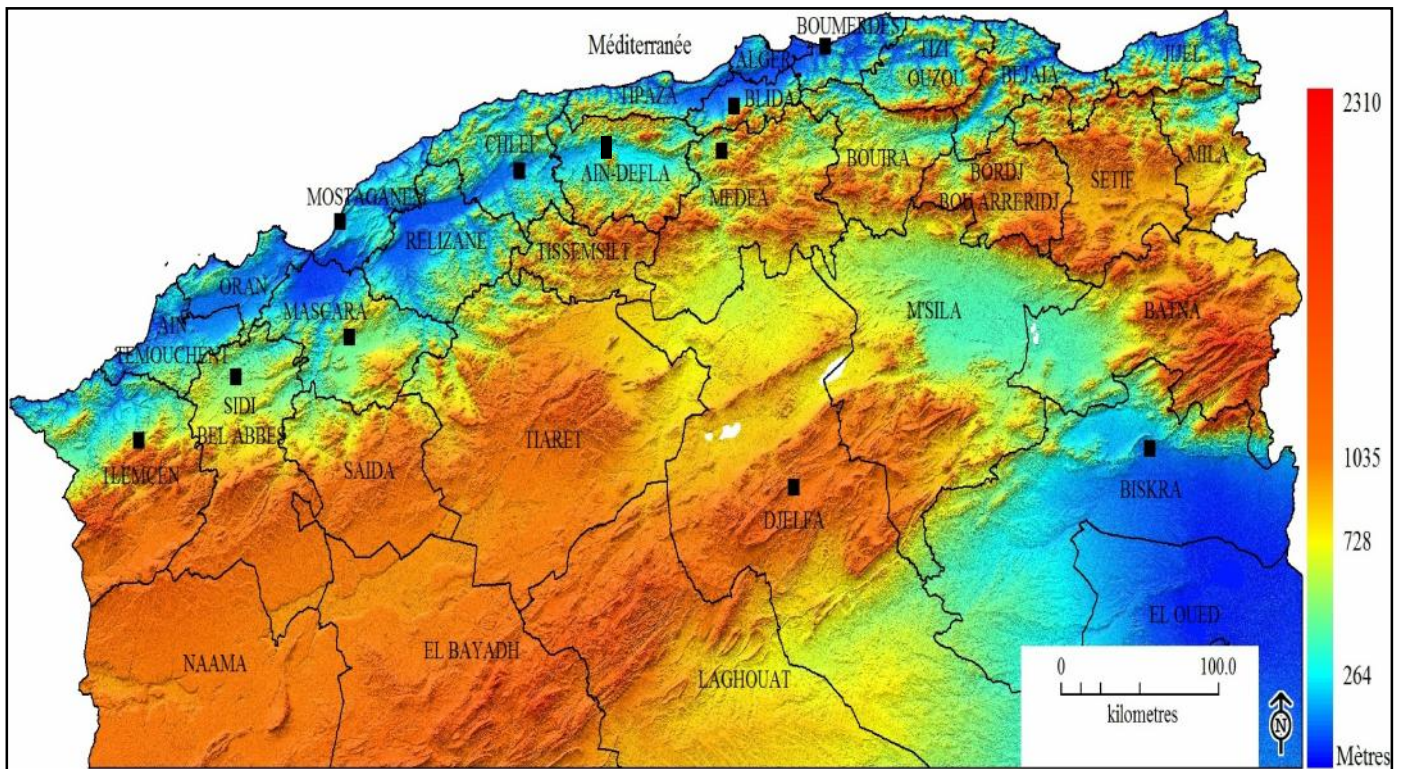 BOUMERDEST
Méditerranée
ALGER
TIZI
OUZOU
BEJAIA
JIJEL
TIPAZA
BLIDA
2310
CHLEF
AIN-DEFLA
MEDEA
BOUIRA
BORDJ
BOU ARRERIDJ
SETIF
MILA
MOSTAGANEM
RELIZANE
TISSEMSILT
ORAN
MASCARA
M'SILA
BATNA
AIN
TEMOUCHENT
SIDI
BEL ABBES
TLEMCEN
SAIDA
TIARET
1035
BISKRA
DJELFA
728
EL OUED
NAAMA
EL BAYADH
LAGHOUAT
0 100.0
kilometres
264
N
Mètres